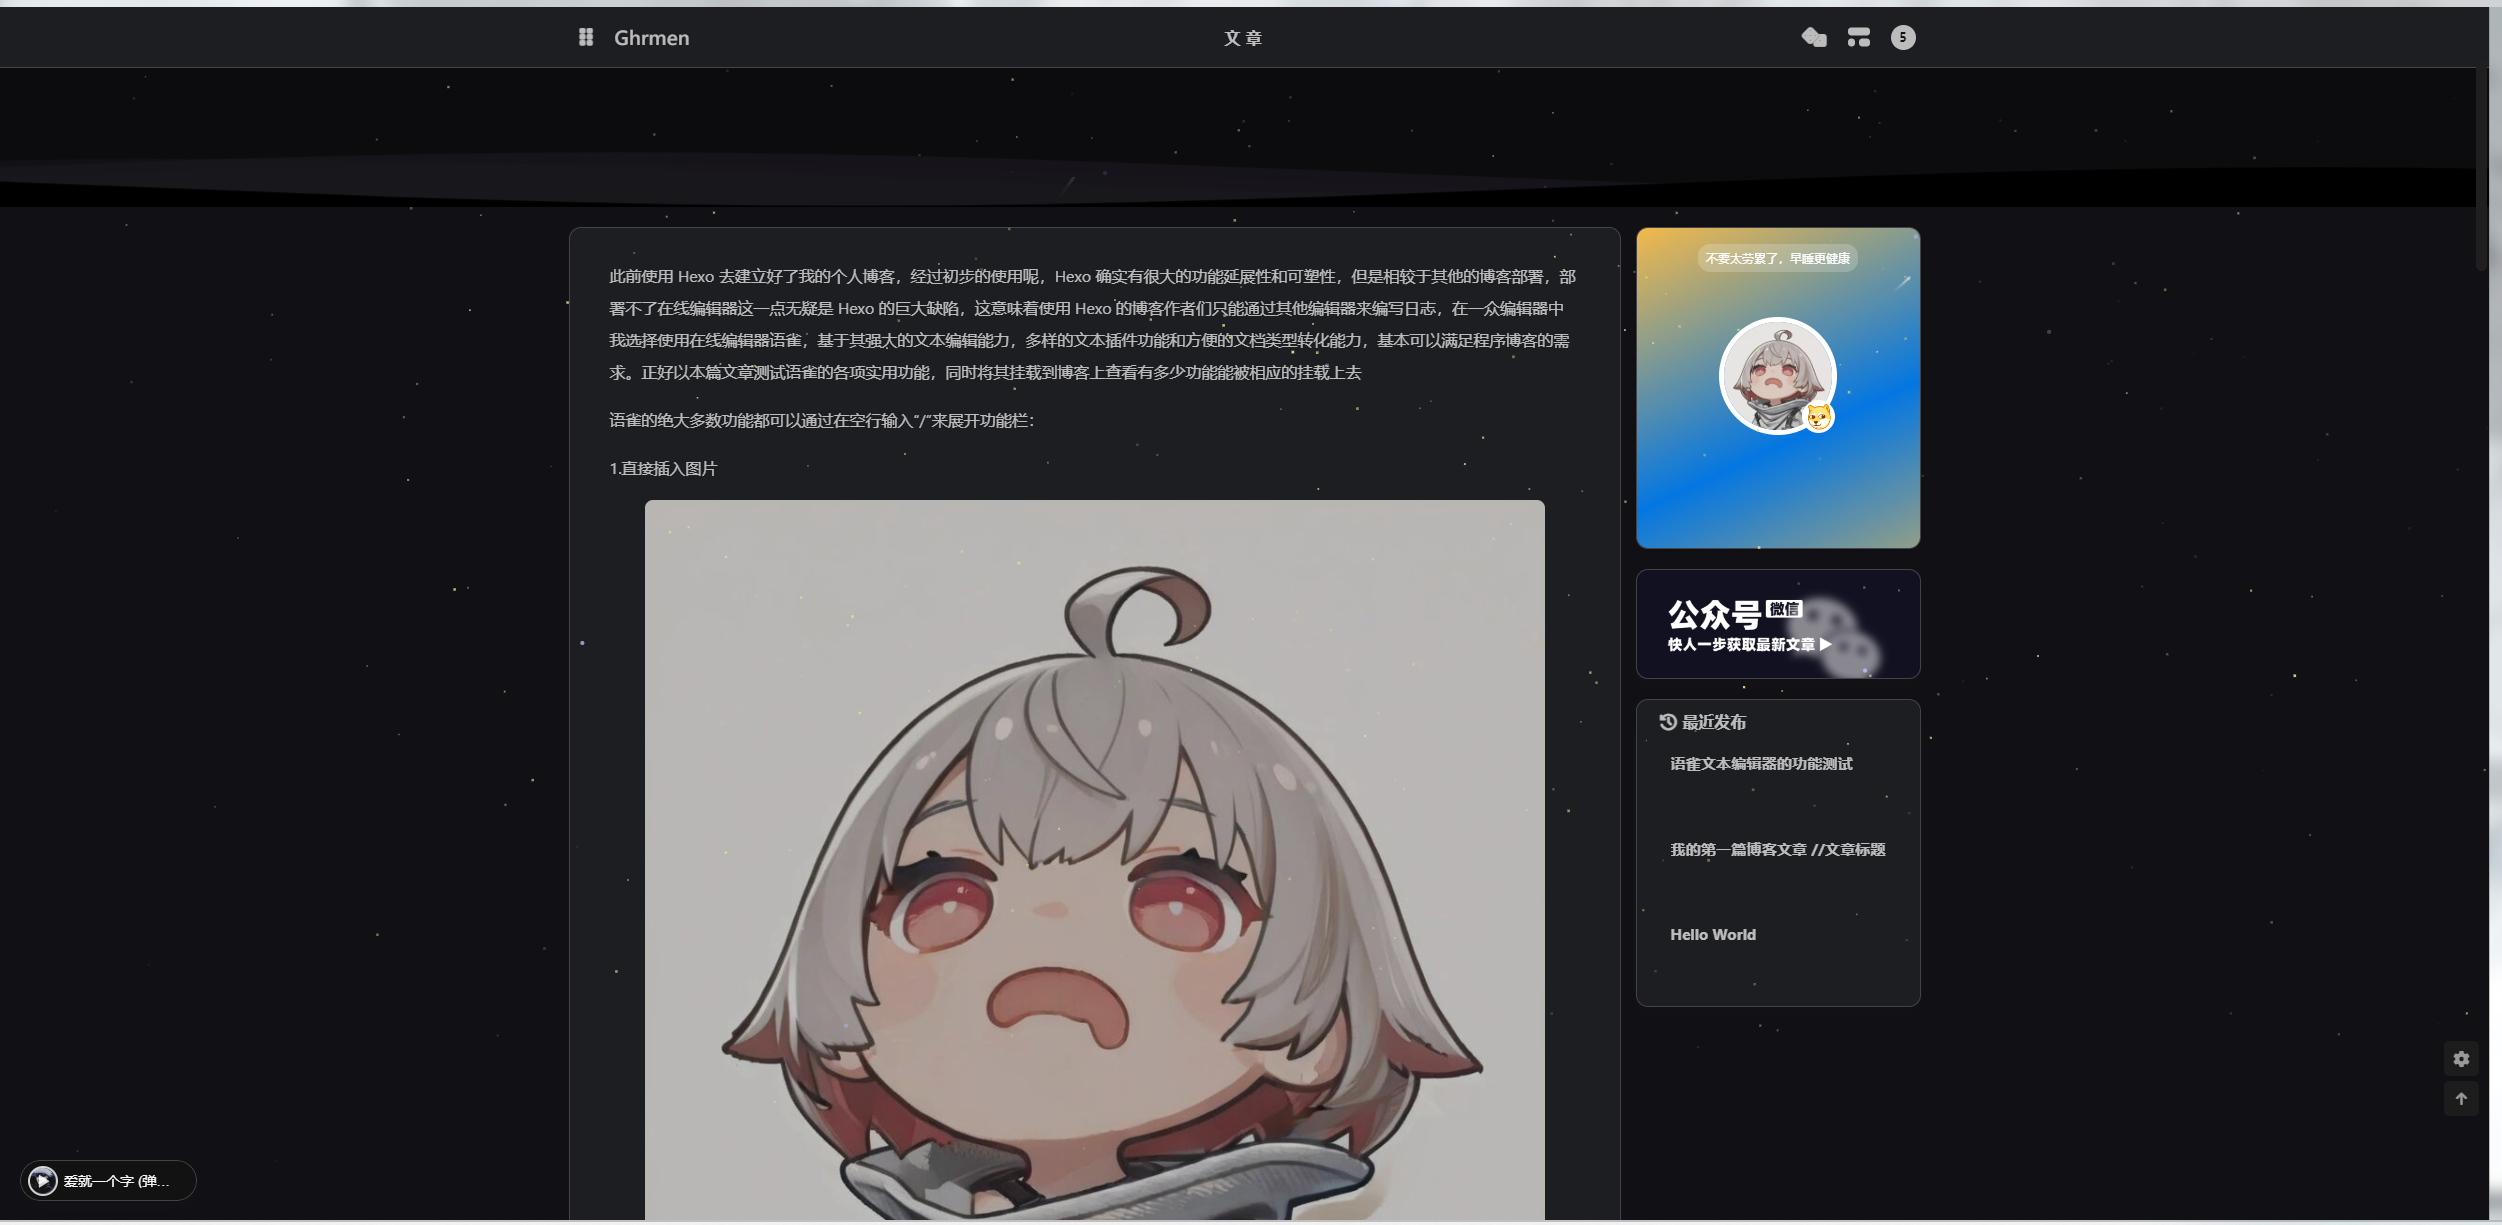 Ghrmen
文章
5
此前使用 Hexo 去建立好了我的个人博客，经过初步的使用呢，Hexo 确实有很大的功能延展性和可塑性，但是相较于其他的博客部署，部
署不了在线编辑器这一点无疑是 Hexo 的巨大缺陷，这意味着使用 Hexo 的博客作者们只能通过其他编辑器来编写日志，在一众编辑器中
我选择使用在线编辑器语雀，基于其强大的文本编辑能力，多样的文本插件功能和方便的文档类型转化能力，基本可以满足程序博客的需
求。正好以本篇文章测试语雀的各项实用功能，同时将其挂载到博客上查看有多少功能能被相应的挂载上去
语雀的绝大多数功能都可以通过在空行输入“/”来展开功能栏：
1.直接插入图片
不要太劳累了，早睡更健康
公众号 微信
快人一步获取最新文章 ▶
最近发布
语雀文本编辑器的功能测试
我的第一篇博客文章 //文章标题
Hello World
爱就一个字 (弹...